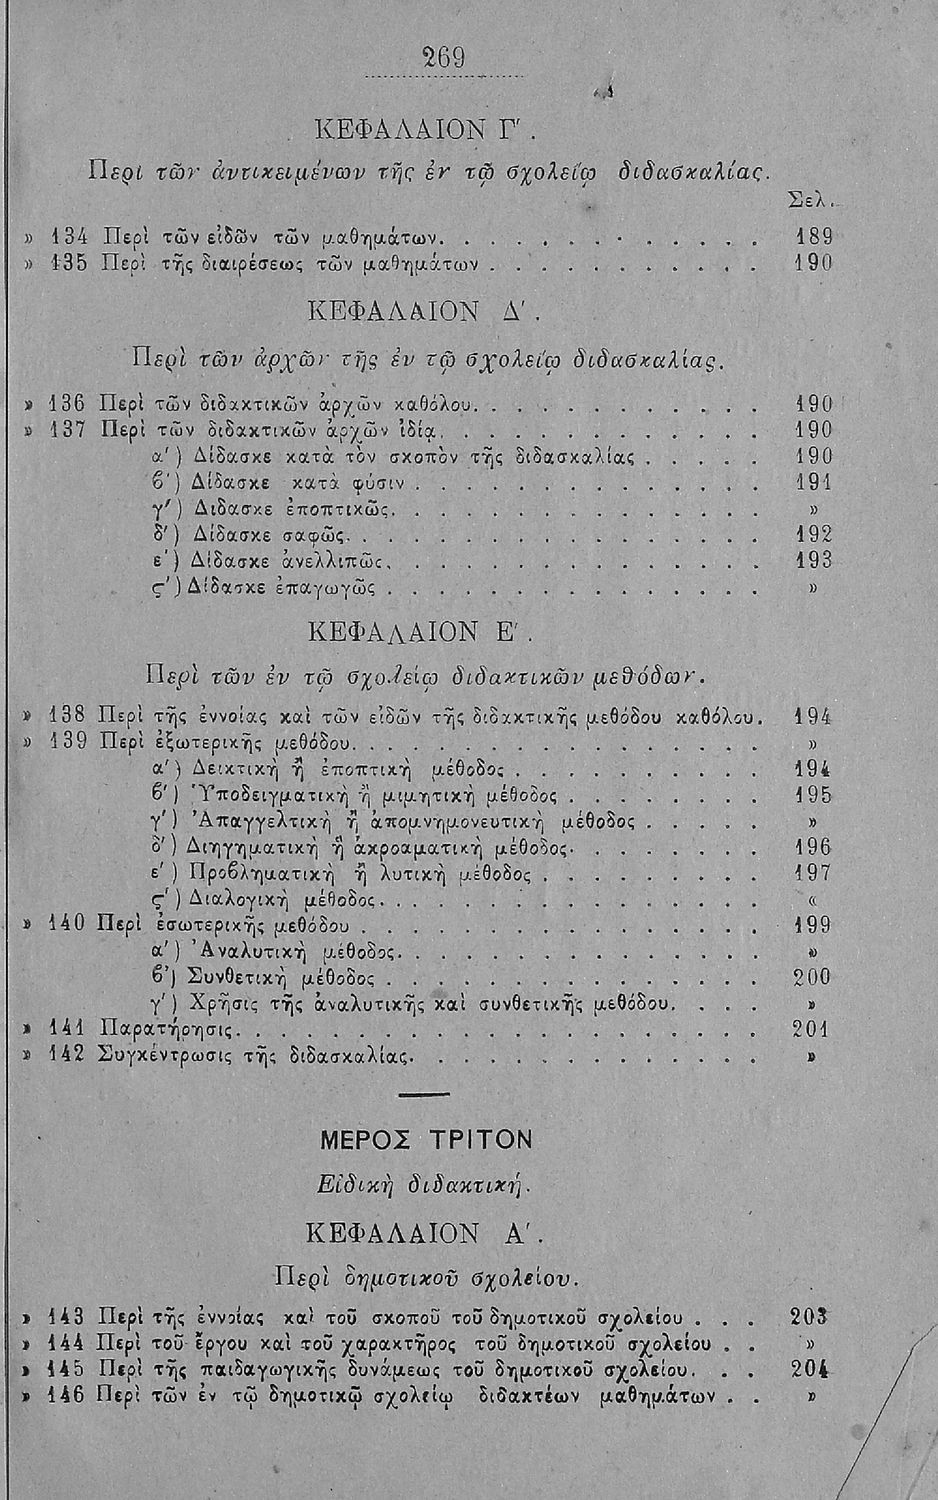 269
ΚΕΦΑΛΑΙΟΝ Γ΄.
Περὶ τῶν ἀντικειμένων τῆς ἐν τῷ σχολείῳ διδασκαλίας.
Σελ.
» 134 Περὶ τῶν εἰδῶν τῶν μαθημάτων. . . . . . . . . . . . 189
» 135 Περὶ τῆς διαιρέσεως τῶν μαθημάτων . . . . . . . . . . . 190
ΚΕΦΑΛΑΙΟΝ Δ΄.
Περὶ τῶν ἀρχῶν τῆς ἐν τῷ σχολείῳ διδασκαλίας.
» 136 Περὶ τῶν διδακτικῶν ἀρχῶν καθόλου. . . . . . . . . . . 190
» 137 Περὶ τῶν διδακτικῶν ἀρχῶν ἰδίᾳ. . . . . . . . . . . . 190
α΄) Δίδασκε κατὰ τὸν σκοπὸν τῆς διδασκαλίας . . . . . 190
ϐ΄) Δίδασκε κατὰ φύσιν . . . . . . . . . . . . . 191
γ΄) Διδασκε ἐποπτικῶς. . . . . . . . . . . . . . »
δ΄) Δίδασκε σαφῶς. . . . . . . . . . . . . . . 192
ε΄) Δίδασκε ἀνελλιπῶς. . . . . . . . . . . . . . 193
ϛ΄) Δίδασκε ἐπαγωγῶς . . . . . . . . . . . . . . »
ΚΕΦΑΛΑΙΟΝ Ε΄.
Περὶ τῶν ἐν τῷ σχολείῳ διδακτικῶν μεθόδων.
» 138 Περὶ τῆς ἐννοίας καὶ τῶν εἰδῶν τῆς διδακτικῆς μεθόδου καθόλου. 194
» 139 Περὶ ἐξωτερικῆς μεθόδου. . . . . . . . . . . . . . . »
α΄) Δεικτικὴ ἢ ἐποπτικὴ μέθοδος . . . . . . . . . . 194
ϐ΄) Ὑποδειγματικὴ ἢ μιμητικὴ μέθοδος . . . . . . . . 195
γ΄) Ἀπαγγελτικὴ ἢ ἀπομνημονευτικὴ μέθοδος . . . . . »
δ΄) Διηγηματικὴ ἢ ἀκροαματικὴ μέθοδος. . . . . . . . 196
ε΄) Προϐληματικὴ ἢ λυτικὴ μέθοδος . . . . . . . . . 197
ϛ΄) Διαλογικὴ μέθοδος. . . . . . . . . . . . . . «
» 140 Περὶ ἐσωτερικῆς μεθόδου . . . . . . . . . . . . . . . 199
α΄) Ἀναλυτικὴ μέθοδος. . . . . . . . . . . . . . »
ϐ΄) Συνθετικὴ μέθοδος . . . . . . . . . . . . . . 200
γ΄) Χρῆσις τῆς ἀναλυτικῆς καὶ συνθετικῆς μεθόδου. . . . »
» 141 Παρατήρησις. . . . . . . . . . . . . . . . . . . 201
» 142 Συγκέντρωσις τῆς διδασκαλίας. . . . . . . . . . . . . »
ΜΕΡΟΣ ΤΡΙΤΟΝ
Εἰδικὴ διδακτική.
ΚΕΦΑΛΑΙΟΝ Α΄.
Περὶ δημοτικοῦ σχολείου.
» 143 Περὶ τῆς ἐννοίας καὶ τοῦ σκοποῦ τοῦ δημοτικοῦ σχολείου . . . 203
» 144 Περὶ τοῦ ἔργου καὶ τοῦ χαρακτῆρος τοῦ δημοτικοῦ σχολείου . . »
» 145 Περὶ τῆς παιδαγωγικῆς δυνάμεως τοῦ δημοτικοῦ σχολείου. . . 204
» 146 Περὶ τῶν ἐν τῷ δημοτικῷ σχολείῳ διδακτέων μαθημάτων . . »